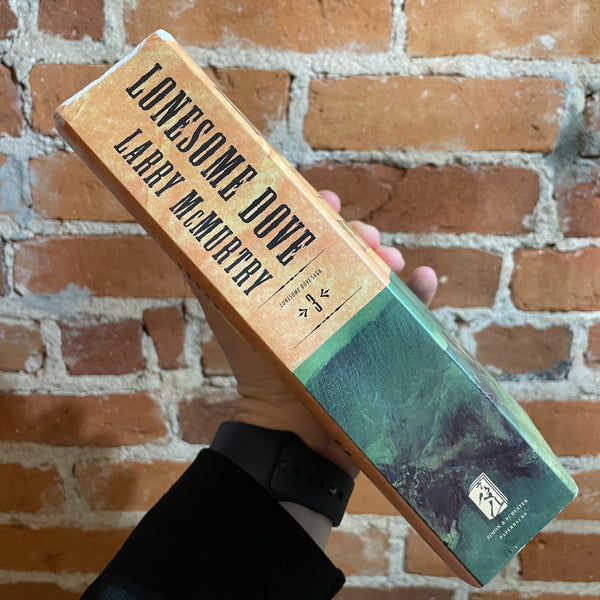 LONESOME DOVE
LARRY McMURTRY
LONESOME DOVE SAGA
3
SIMON & SCHUSTER
PAPERBACKS